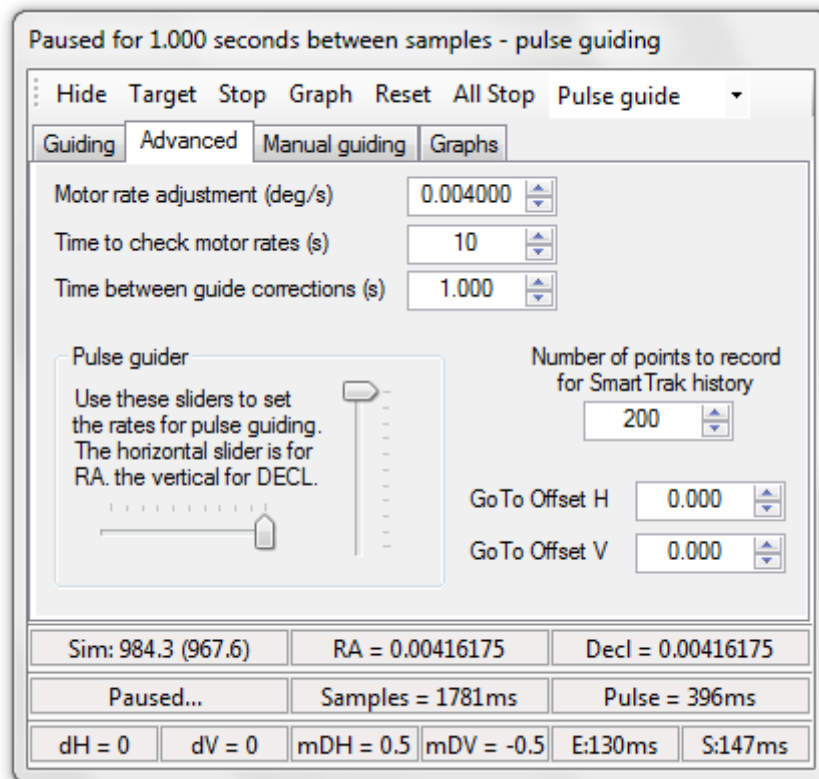 Paused for 1.000 seconds between samples - pulse guiding
Hide Target Stop Graph Reset All Stop Pulse guide
Guiding Advanced Manual guiding Graphs
Motor rate adjustment (deg/s) 0.004000
Time to check motor rates (s) 10
Time between guide corrections (s) 1.000
Pulse guider
Use these sliders to set
the rates for pulse guiding.
The horizontal slider is for
RA. the vertical for DECL.
Number of points to record
for SmartTrak history
200
GoTo Offset H 0.000
GoTo Offset V 0.000
Sim: 984.3 (967.6) RA = 0.00416175 Decl = 0.00416175
Paused... Samples = 1781ms Pulse = 396ms
dH = 0 dV = 0 mDH = 0.5 mDV = -0.5 E:130ms S:147ms